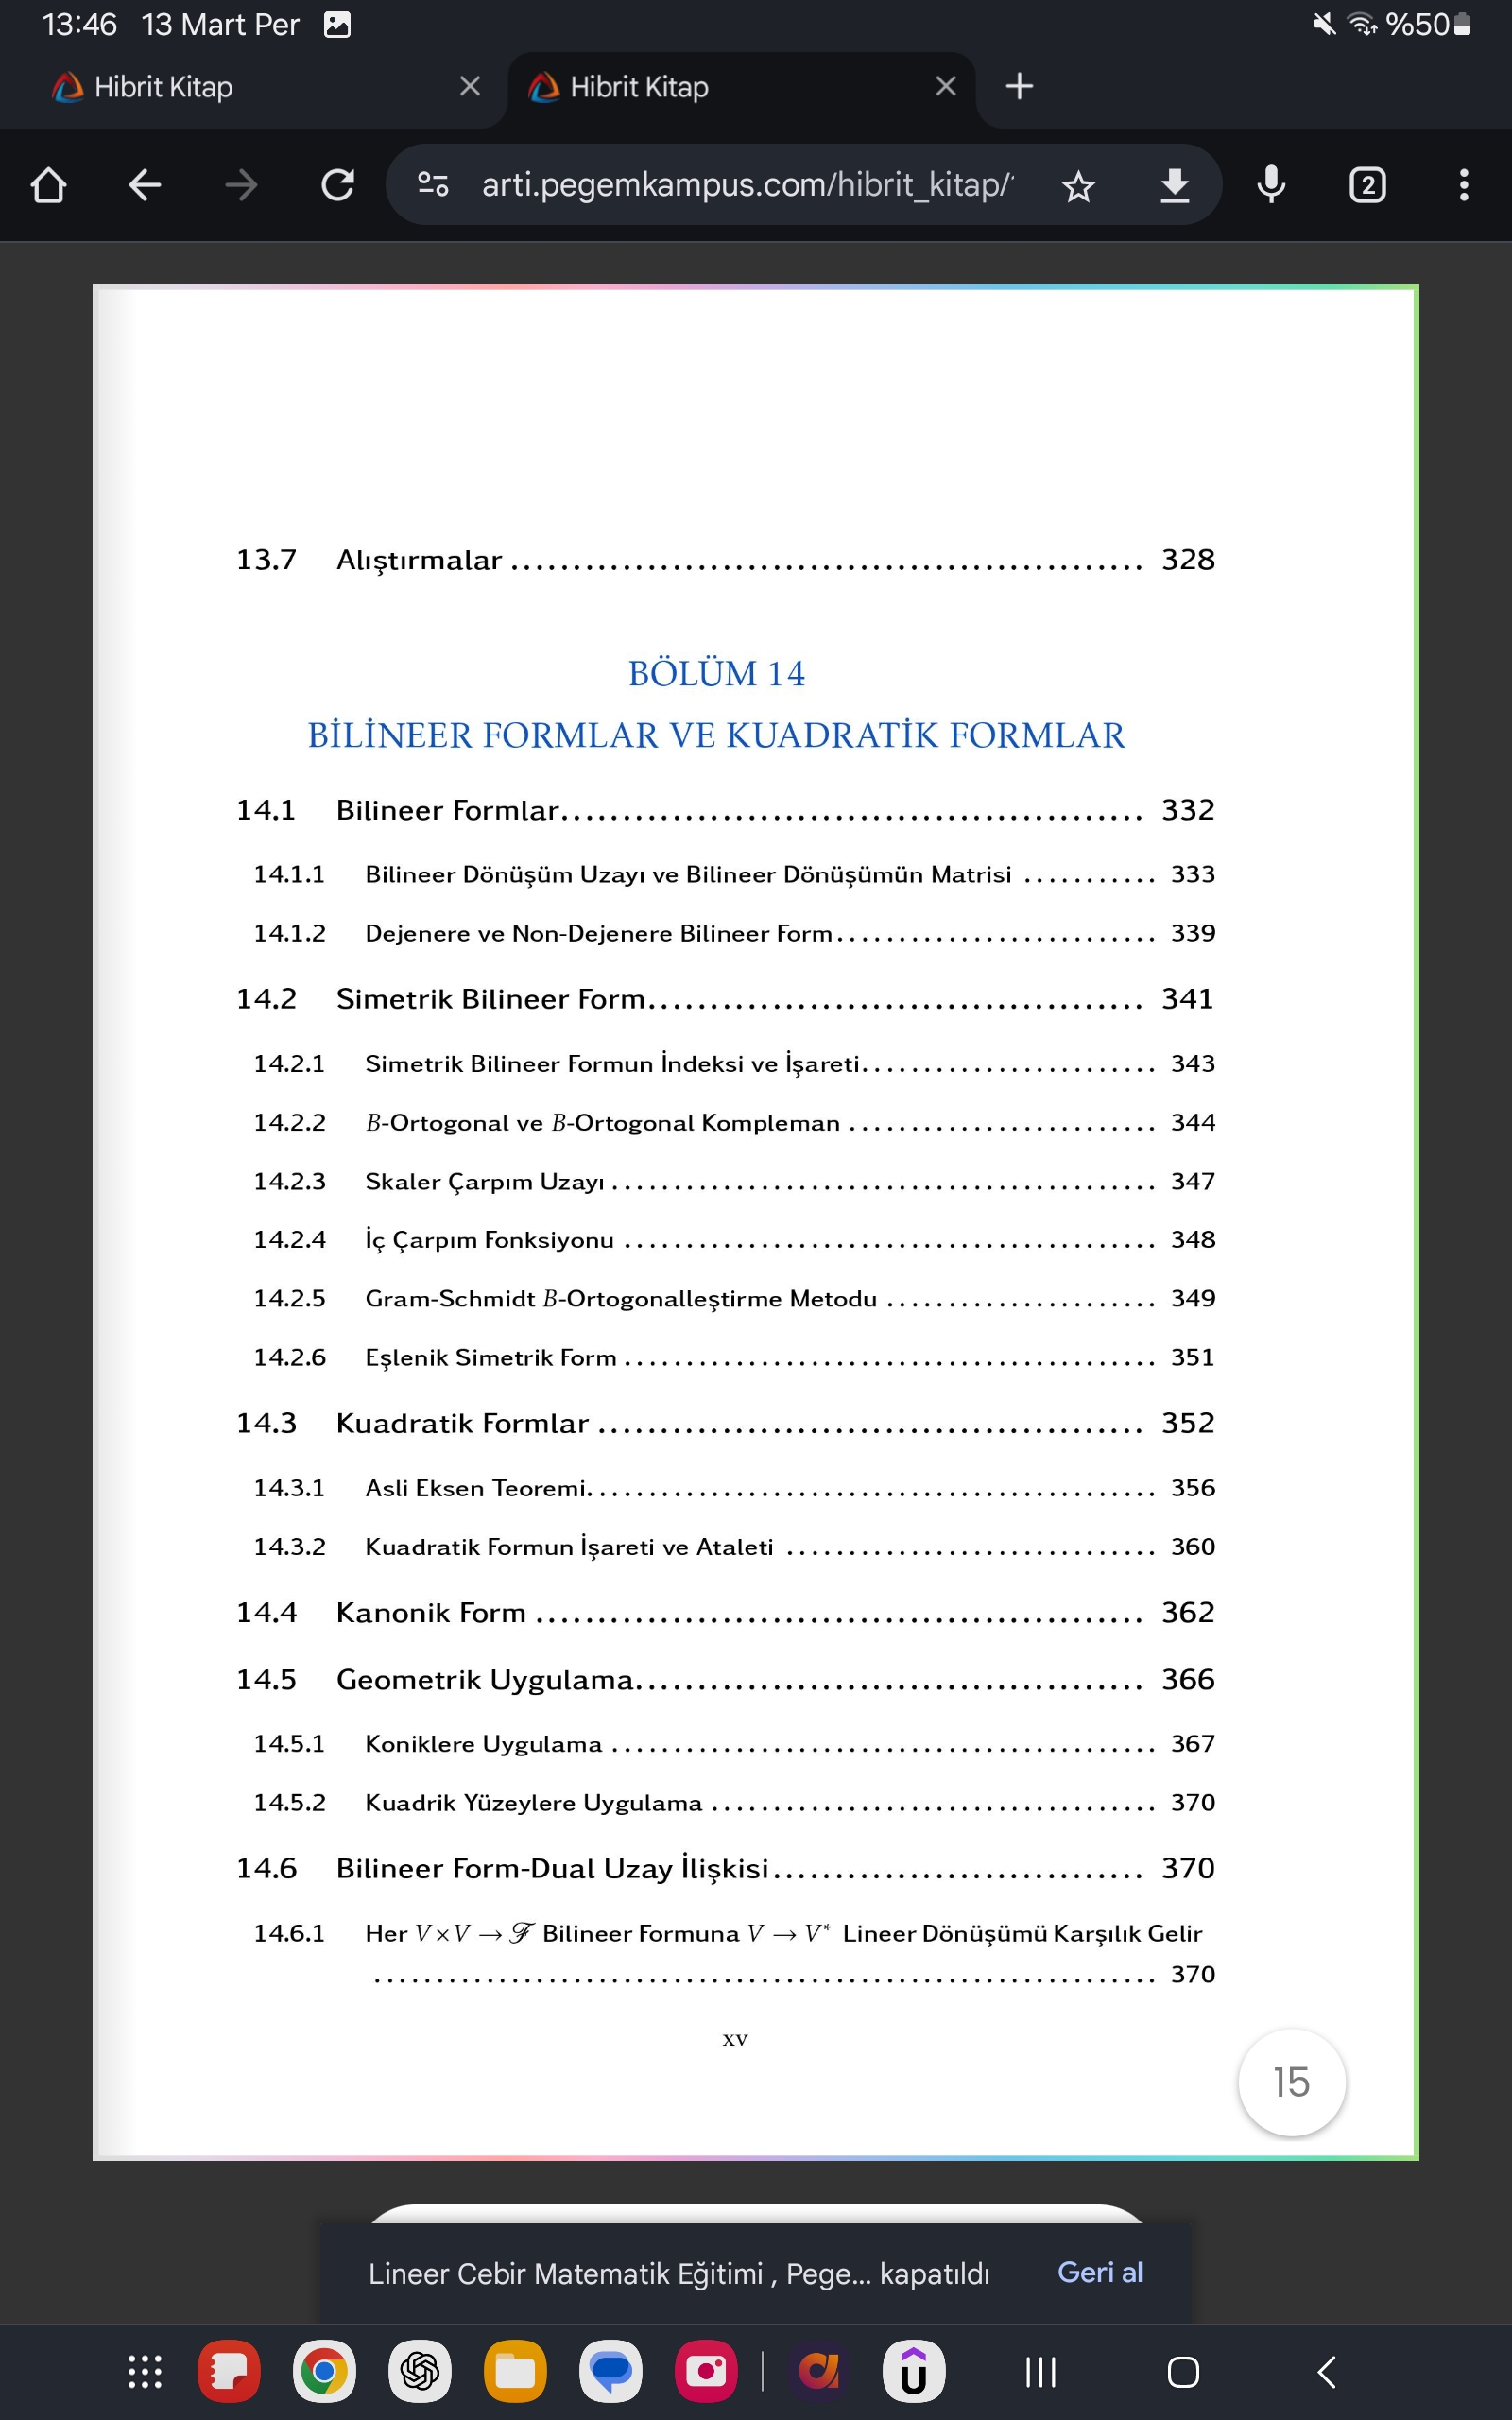 13:46 13 Mart Per %50
Hibrit Kitap
Hibrit Kitap
arti.pegemkampus.com/hibrit_kitap/
2
13.7 Alıştırmalar .................................................. 328
BÖLÜM 14
BİLİNEER FORMLAR VE KUADRATİK FORMLAR
14.1 Bilineer Formlar.............................................. 332
14.1.1 Bilineer Dönüşüm Uzayı ve Bilineer Dönüşümün Matrisi ........... 333
14.1.2 Dejenere ve Non-Dejenere Bilineer Form.......................... 339
14.2 Simetrik Bilineer Form....................................... 341
14.2.1 Simetrik Bilineer Formun İndeksi ve İşareti........................ 343
14.2.2 B-Ortogonal ve B-Ortogonal Kompleman ......................... 344
14.2.3 Skaler Çarpım Uzayı ............................................ 347
14.2.4 İç Çarpım Fonksiyonu ........................................... 348
14.2.5 Gram-Schmidt B-Ortogonalleştirme Metodu ...................... 349
14.2.6 Eşlenik Simetrik Form ........................................... 351
14.3 Kuadratik Formlar ........................................... 352
14.3.1 Asli Eksen Teoremi.............................................. 356
14.3.2 Kuadratik Formun İşareti ve Ataleti .............................. 360
14.4 Kanonik Form ................................................ 362
14.5 Geometrik Uygulama........................................ 366
14.5.1 Koniklere Uygulama ............................................ 367
14.5.2 Kuadrik Yüzeylere Uygulama .................................... 370
14.6 Bilineer Form-Dual Uzay İlişkisi............................. 370
14.6.1 Her V × V → ℱ Bilineer Formuna V → V* Lineer Dönüşümü Karşılık Gelir
............................................................... 370
xv
15
Lineer Cebir Matematik Eğitimi , Pege... kapatıldı Geri al